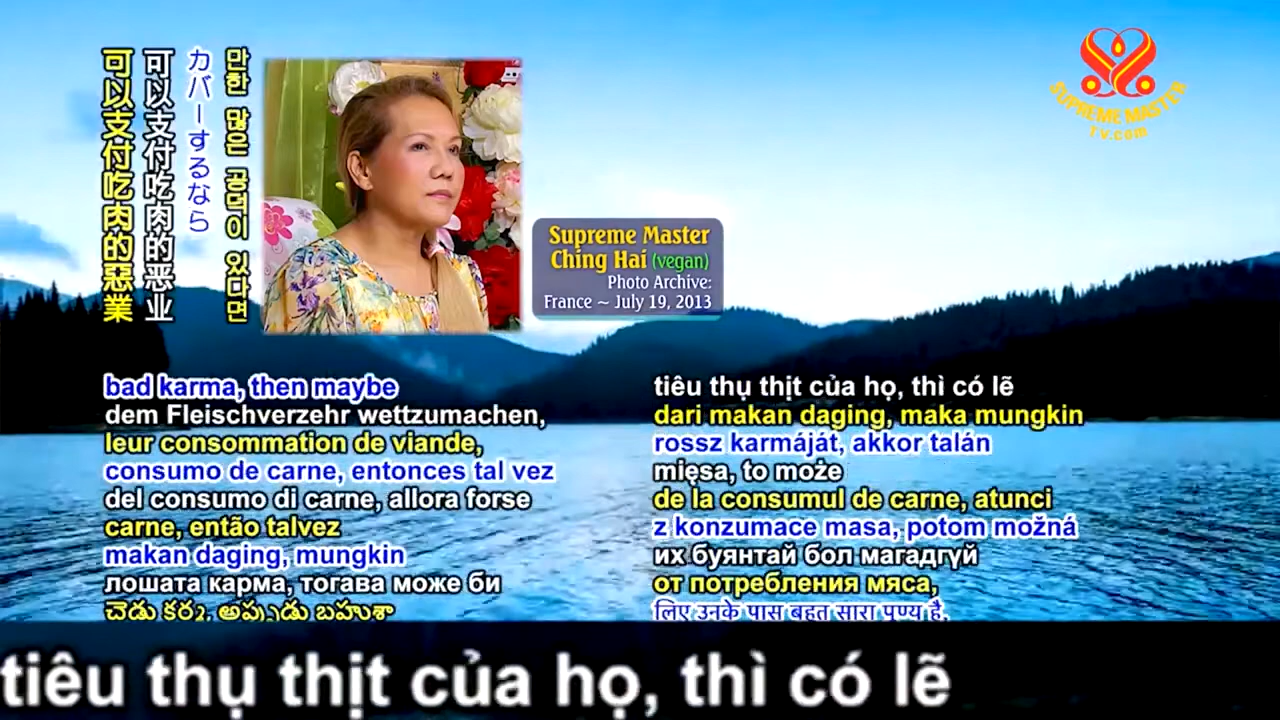 可以支付吃肉的惡業
可以支付吃肉的恶业
カバーするなら
만한 많은 공덕이 있다면
SUPREME MASTER
TV.com
Supreme Master
Ching Hai (vegan)
Photo Archive:
France ~ July 19, 2013
bad karma, then maybe
dem Fleischverzehr wettzumachen,
leur consommation de viande,
consumo de carne, entonces tal vez
del consumo di carne, allora forse
carne, então talvez
makan daging, mungkin
лошата карма, тогава може би
చెడు కర్మ, అప్పుడు బహుశా
tiêu thụ thịt của họ, thì có lẽ
dari makan daging, maka mungkin
rossz karmáját, akkor talán
mięsa, to może
de la consumul de carne, atunci
z konzumace masa, potom možná
их буянтай бол магадгүй
от потребления мяса,
लिए उनके पास बहुत सारा पुण्य है,
tiêu thụ thịt của họ, thì có lẽ